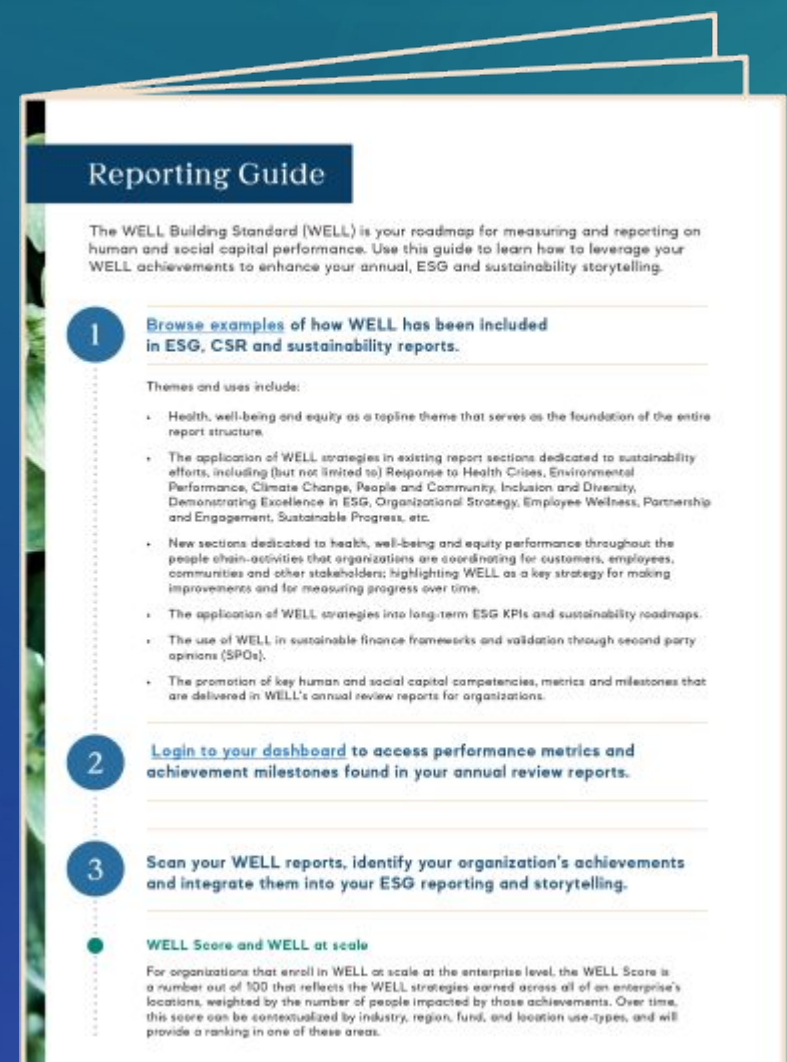 Reporting Guide
The WELL Building Standard (WELL) is your roadmap for measuring and reporting on
human and social capital performance. Use this guide to learn how to leverage your
WELL achievements to enhance your annual, ESG and sustainability storytelling.
1
Browse examples of how WELL has been included
in ESG, CSR and sustainability reports.
Themes and uses include:
• Health, well-being and equity as a topline theme that serves as the foundation of the entire
report structure.
• The application of WELL strategies in existing report sections dedicated to sustainability
efforts, including (but not limited to) Response to Health Crises, Environmental
Performance, Climate Change, People and Community, Inclusion and Diversity,
Demonstrating Excellence in ESG, Organizational Strategy, Employee Wellness, Partnership
and Engagement, Sustainable Progress, etc.
• New sections dedicated to health, well-being and equity performance throughout the
people chain-activities that organizations are coordinating for customers, employees,
communities and other stakeholders; highlighting WELL as a key strategy for making
improvements and for measuring progress over time.
• The application of WELL strategies into long-term ESG KPIs and sustainability roadmaps.
• The use of WELL in sustainable finance frameworks and validation through second party
opinions (SPOs).
• The promotion of key human and social capital competencies, metrics and milestones that
are delivered in WELL's annual review reports for organizations.
2
Login to your dashboard to access performance metrics and
achievement milestones found in your annual review reports.
3
Scan your WELL reports, identify your organization's achievements
and integrate them into your ESG reporting and storytelling.
WELL Score and WELL at scale
For organizations that enroll in WELL at scale at the enterprise level, the WELL Score is
a number out of 100 that reflects the WELL strategies earned across all of an enterprise's
locations, weighted by the number of people impacted by those achievements. Over time,
this score can be contextualized by industry, region, fund, and location use-types, and will
provide a ranking in one of these areas.